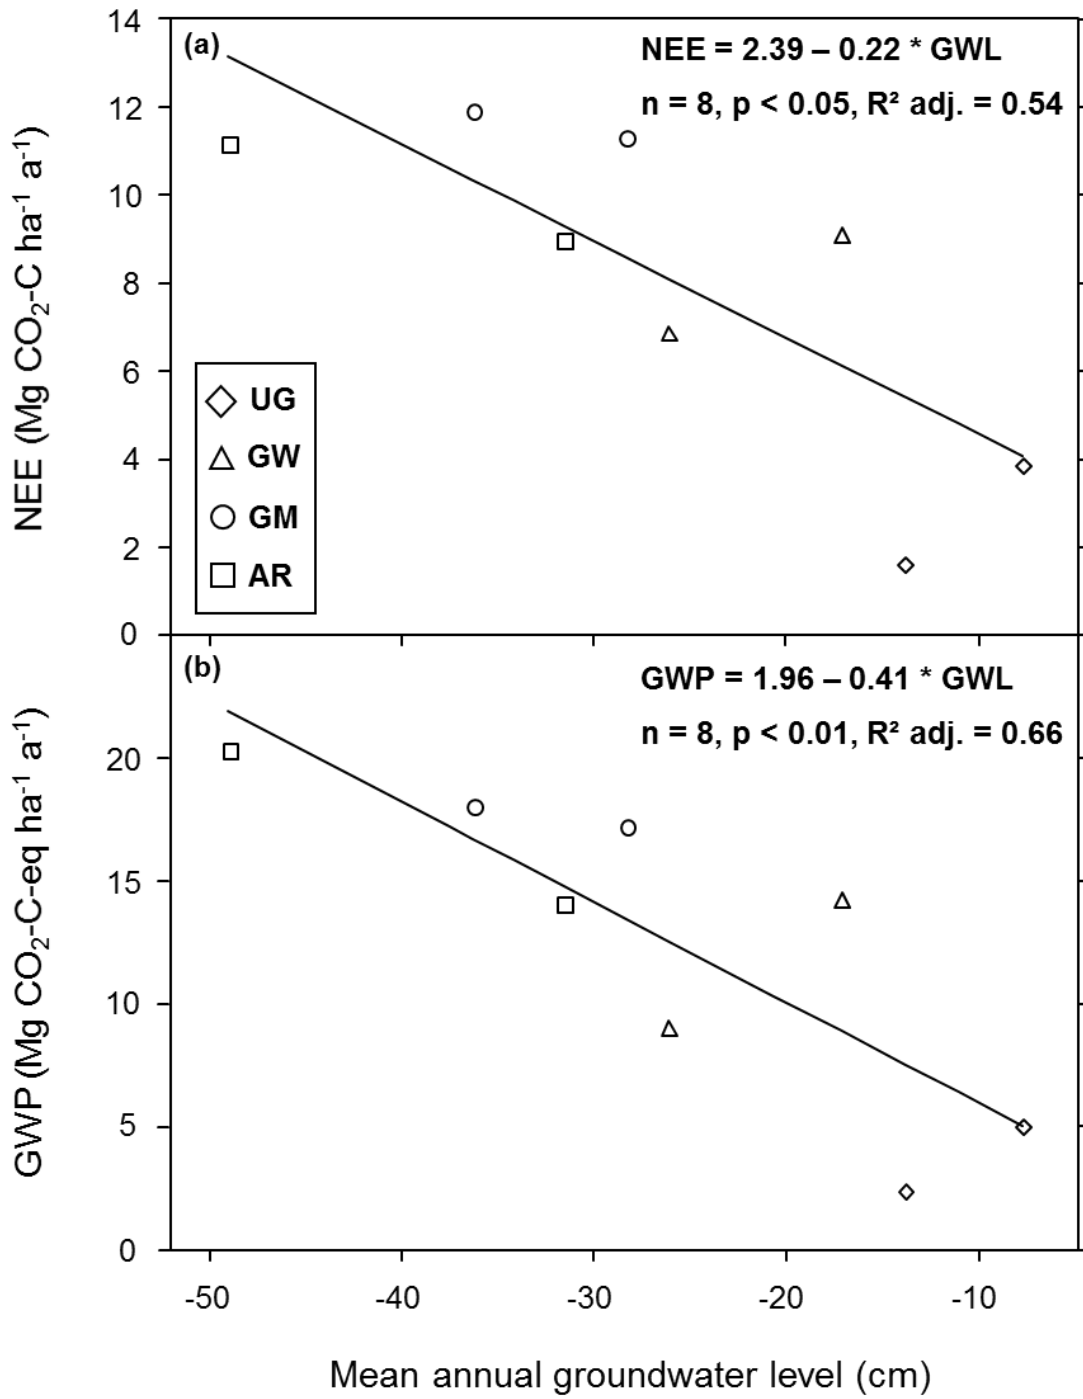 (a)
NEE = 2.39 – 0.22 * GWL
n = 8, p < 0.05, R² adj. = 0.54
NEE (Mg CO₂-C ha⁻¹ a⁻¹)
14
12
10
8
6
4
2
0
UG
GW
GM
AR
(b)
GWP = 1.96 – 0.41 * GWL
n = 8, p < 0.01, R² adj. = 0.66
GWP (Mg CO₂-C-eq ha⁻¹ a⁻¹)
20
15
10
5
0
-50 -40 -30 -20 -10
Mean annual groundwater level (cm)